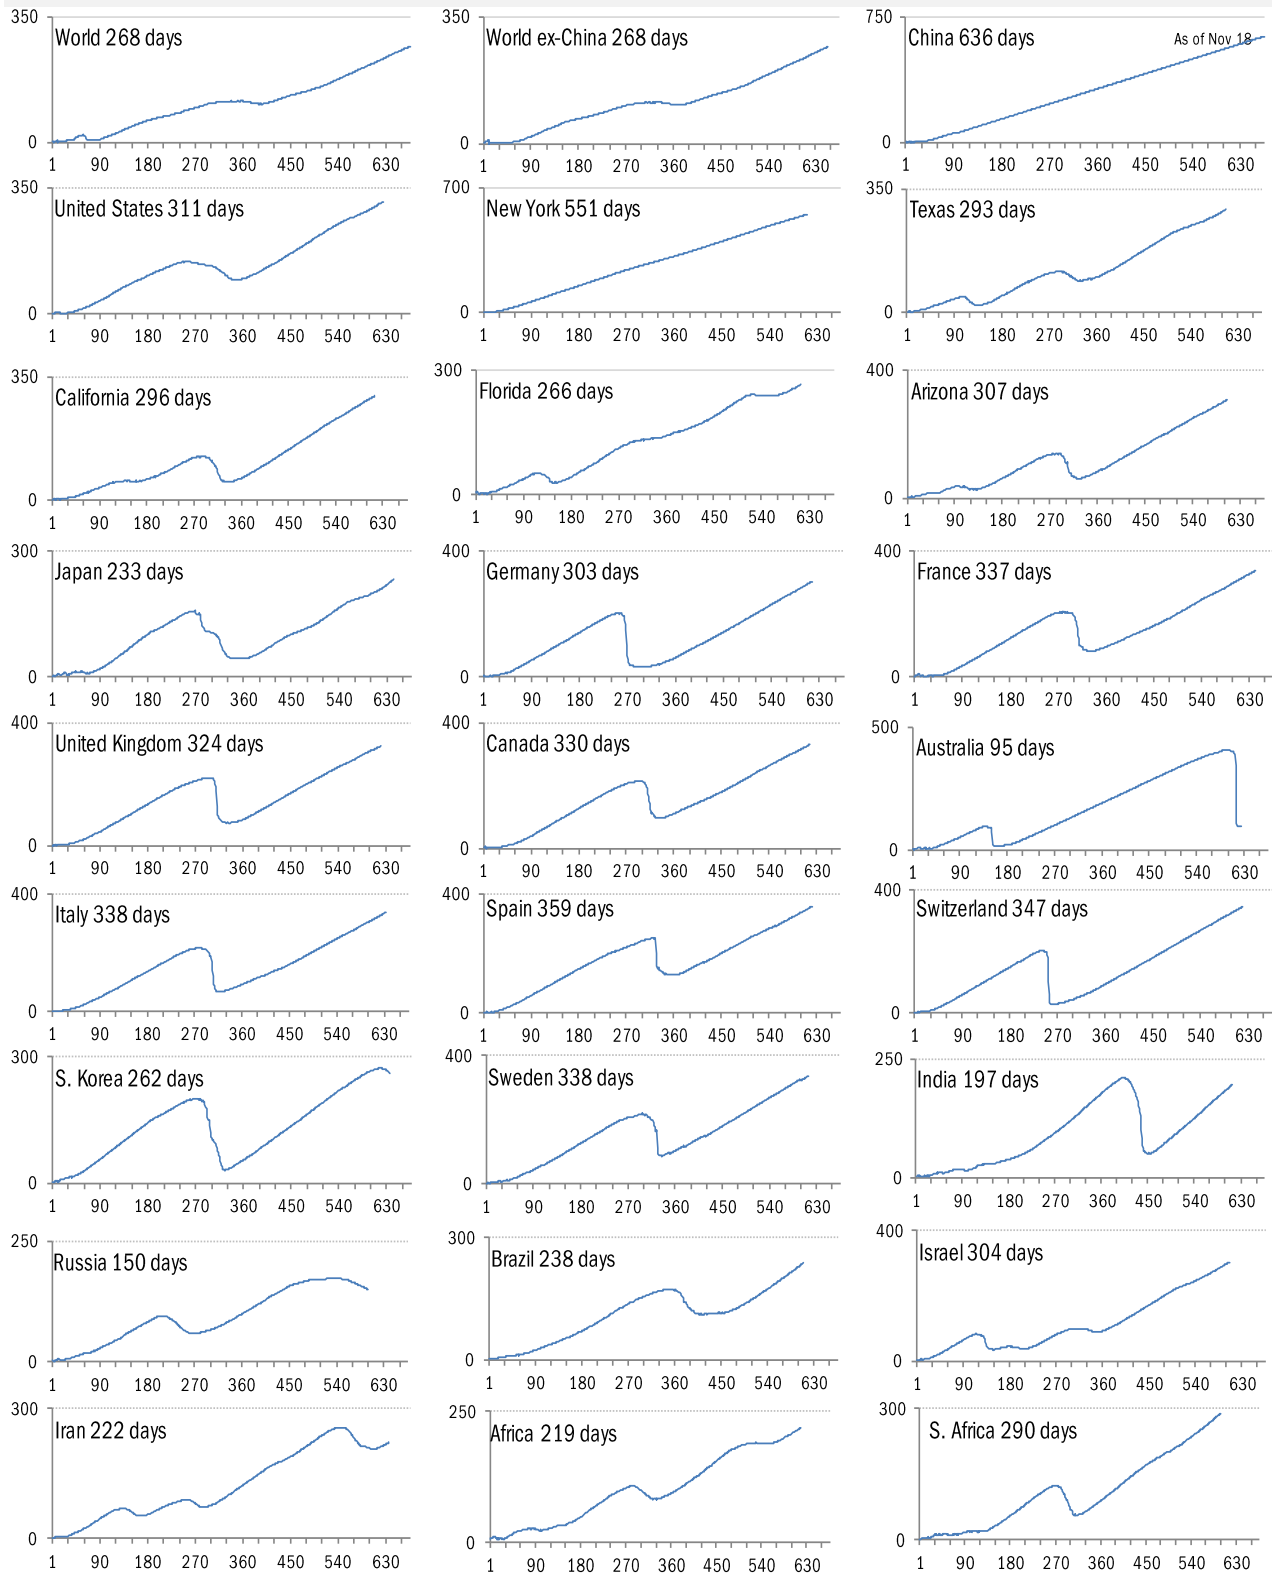 350 350 750
World 268 days World ex-China 268 days China 636 days As of Nov 18
0 0 0
1 90 180 270 360 450 540 630 1 90 180 270 360 450 540 630 1 90 180 270 360 450 540 630
350 700 350
United States 311 days New York 551 days Texas 293 days
0 0 0
1 90 180 270 360 450 540 630 1 90 180 270 360 450 540 630 1 90 180 270 360 450 540 630
350 300 400
California 296 days Florida 266 days Arizona 307 days
0 0 0
1 90 180 270 360 450 540 630 1 90 180 270 360 450 540 630 1 90 180 270 360 450 540 630
300 400 400
Japan 233 days Germany 303 days France 337 days
0 0 0
1 90 180 270 360 450 540 630 1 90 180 270 360 450 540 630 1 90 180 270 360 450 540 630
400 400 500
United Kingdom 324 days Canada 330 days Australia 95 days
0 0 0
1 90 180 270 360 450 540 630 1 90 180 270 360 450 540 630 1 90 180 270 360 450 540 630
400 400 400
Italy 338 days Spain 359 days Switzerland 347 days
0 0 0
1 90 180 270 360 450 540 630 1 90 180 270 360 450 540 630 1 90 180 270 360 450 540 630
300 400 250
S. Korea 262 days Sweden 338 days India 197 days
0 0 0
1 90 180 270 360 450 540 630 1 90 180 270 360 450 540 630 1 90 180 270 360 450 540 630
250 300 400
Russia 150 days Brazil 238 days Israel 304 days
0 0 0
1 90 180 270 360 450 540 630 1 90 180 270 360 450 540 630 1 90 180 270 360 450 540 630
300 250 300
Iran 222 days Africa 219 days S. Africa 290 days
0 0 0
1 90 180 270 360 450 540 630 1 90 180 270 360 450 540 630 1 90 180 270 360 450 540 630